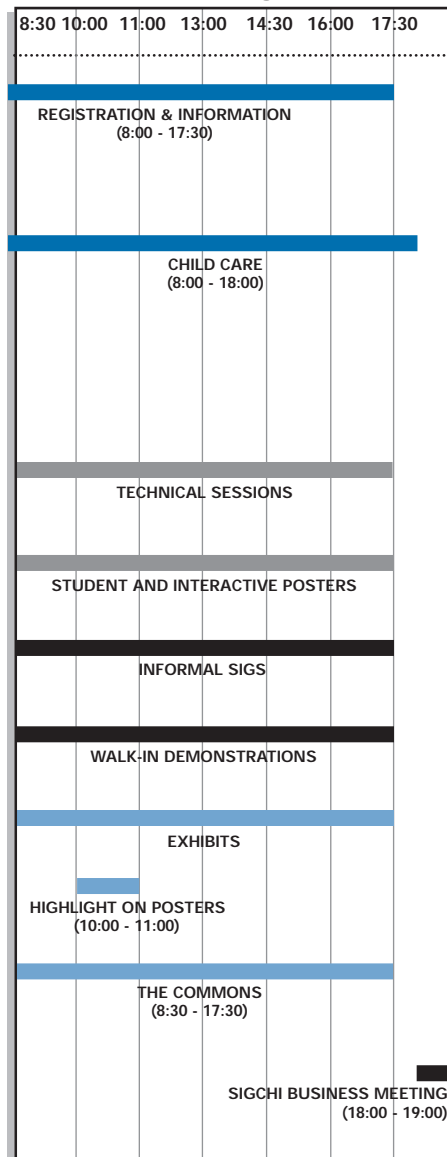 8:30 10:00 11:00 13:00 14:30 16:00 17:30
REGISTRATION & INFORMATION
(8:00 - 17:30)
CHILD CARE
(8:00 - 18:00)
TECHNICAL SESSIONS
STUDENT AND INTERACTIVE POSTERS
INFORMAL SIGS
WALK-IN DEMONSTRATIONS
EXHIBITS
HIGHLIGHT ON POSTERS
(10:00 - 11:00)
THE COMMONS
(8:30 - 17:30)
SIGCHI BUSINESS MEETING
(18:00 - 19:00)